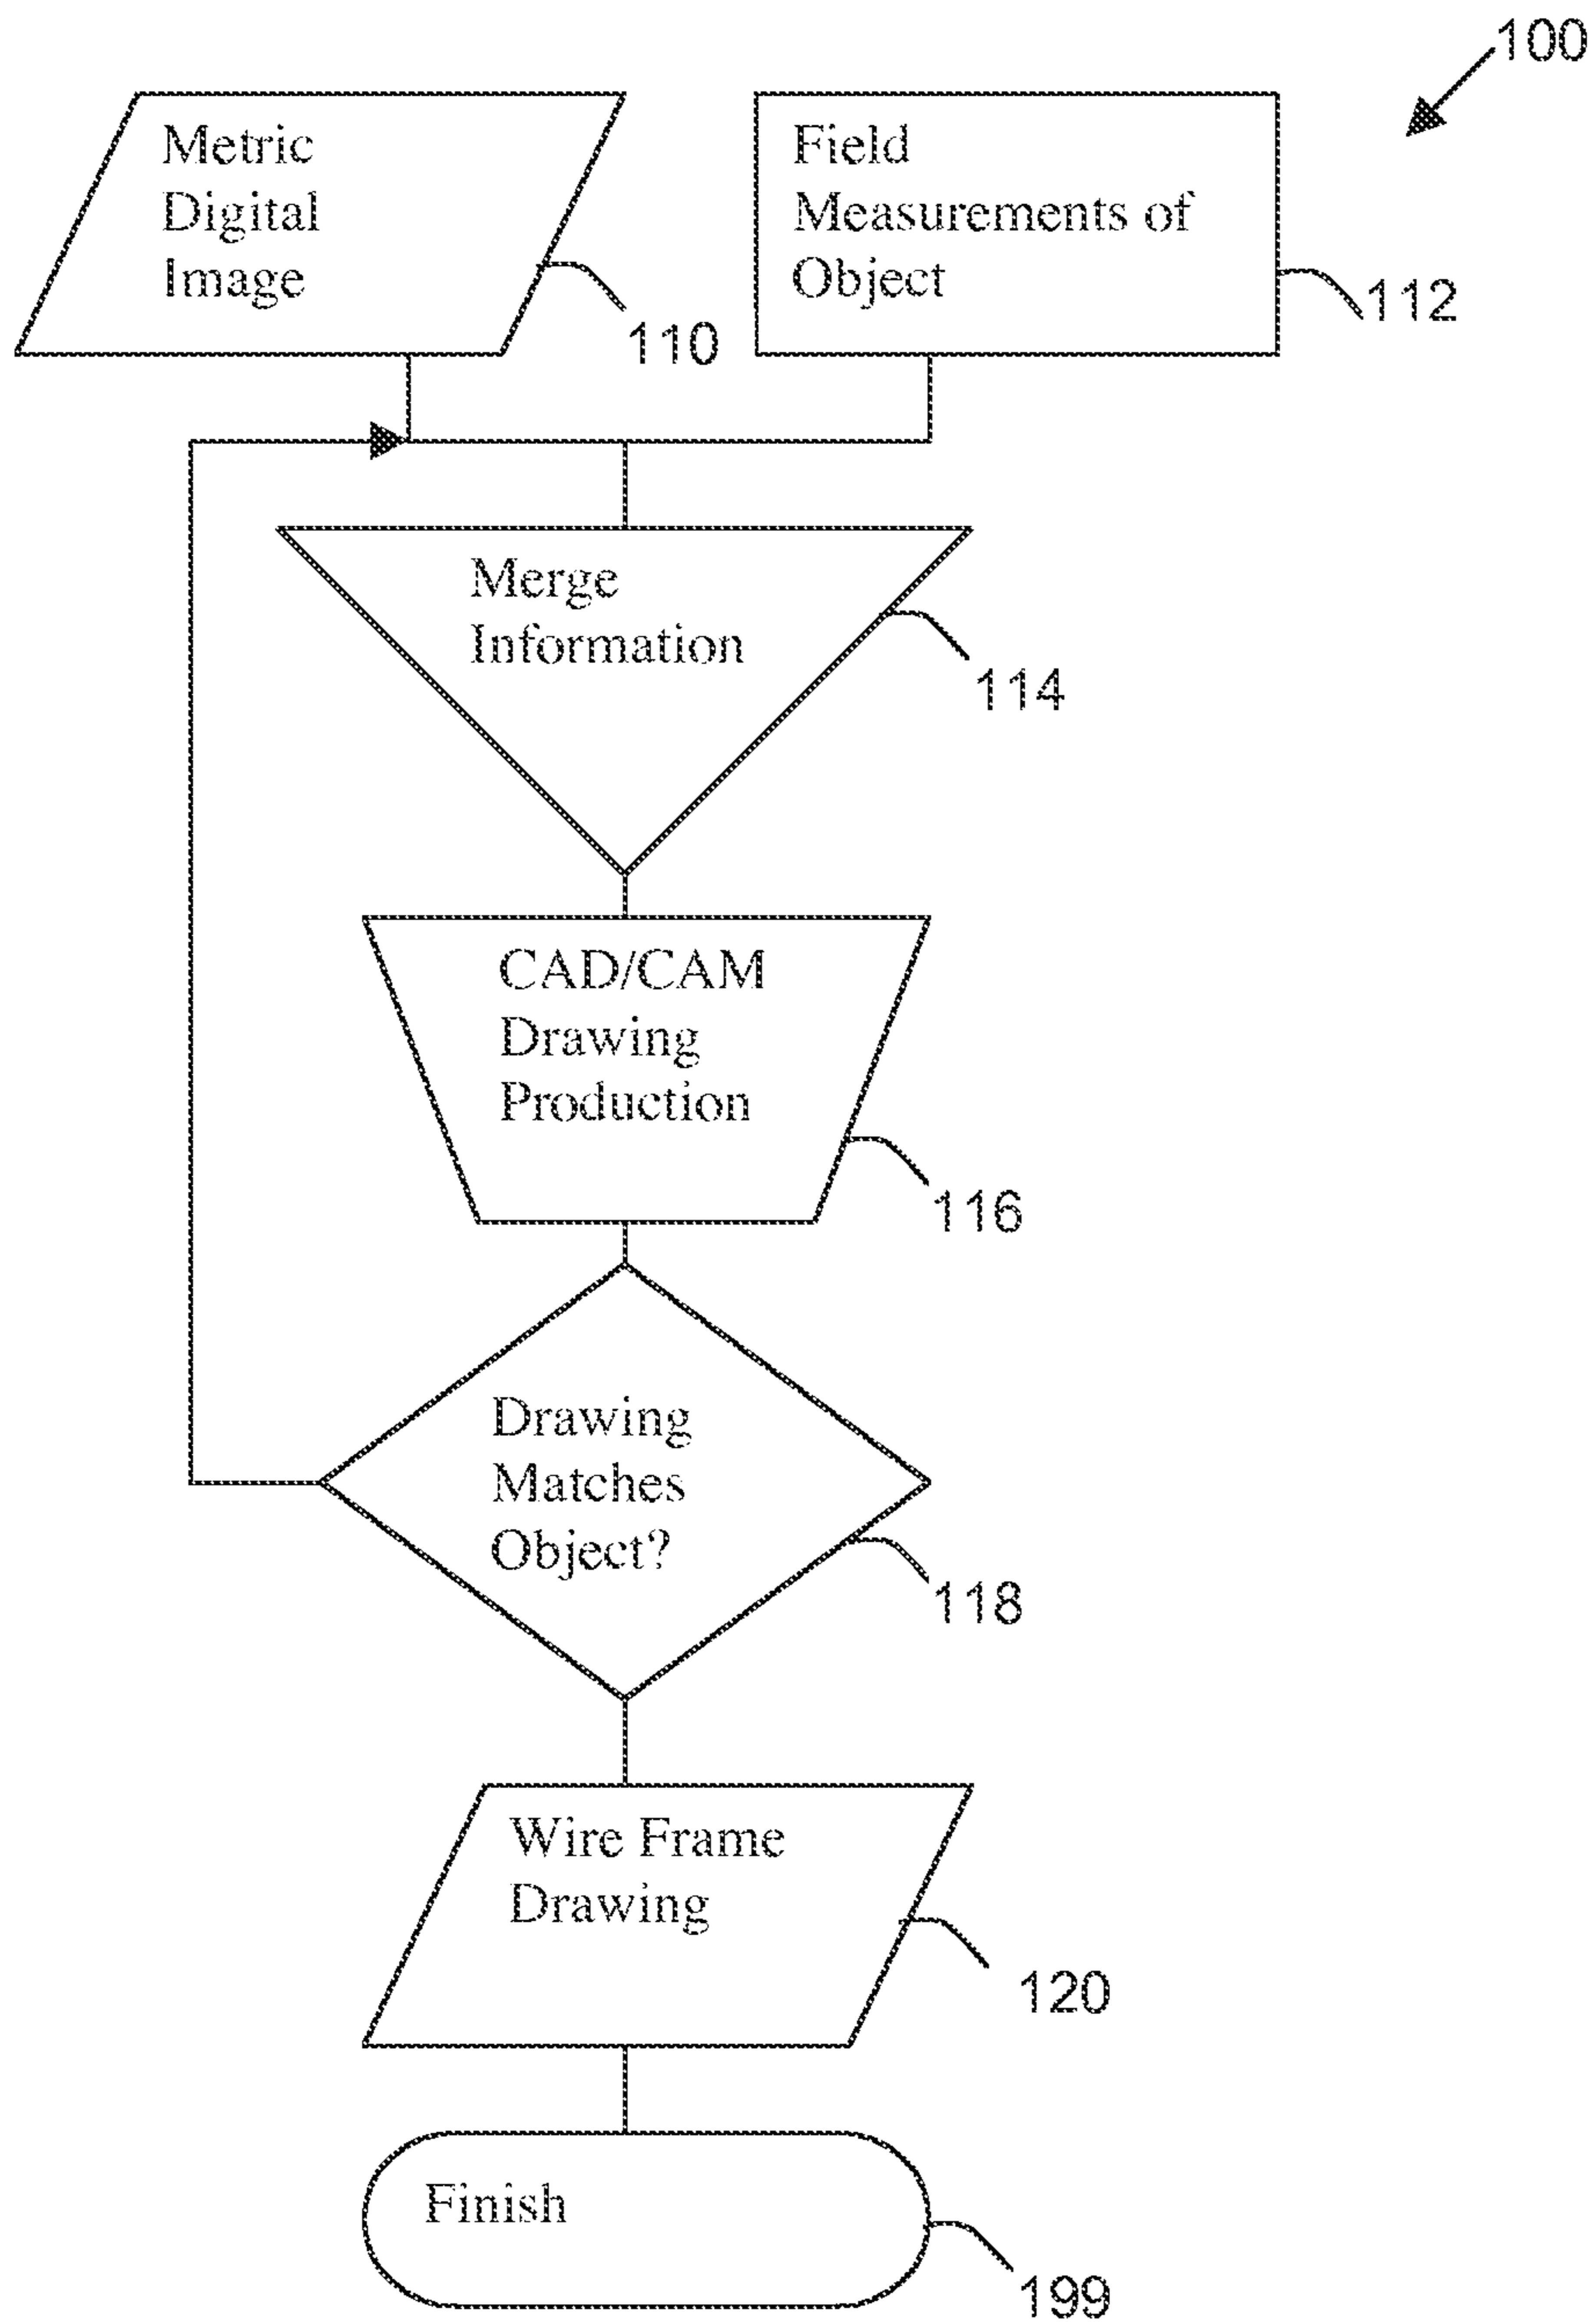 100
Metric
Digital
Image
110
Field
Measurements of
Object
112
Merge
Information
114
CAD/CAM
Drawing
Production
116
Drawing
Matches
Object?
118
Wire Frame
Drawing
120
Finish
199